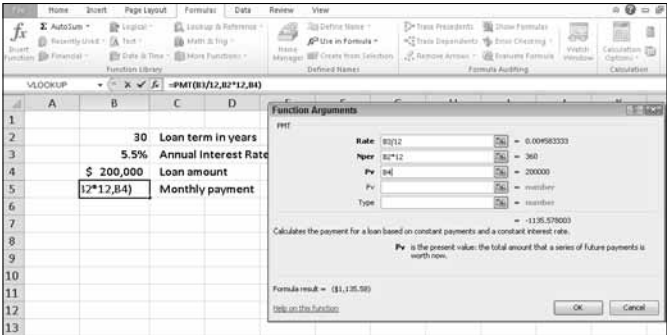 File Home Insert Page Layout Formulas Data Review View
fx Insert Function
Σ AutoSum
Recently Used
Financial
Logical
Text
Date & Time
Lookup & Reference
Math & Trig
More Functions
Function Library
Name Manager
Define Name
Use in Formula
Create from Selection
Defined Names
Trace Precedents
Trace Dependents
Remove Arrows
Show Formulas
Error Checking
Evaluate Formula
Formula Auditing
Watch Window
Calculation Options
Calculation
VLOOKUP fx =PMT(B3/12,B2*12,B4)
A B C D
1
2 30 Loan term in years
3 5.5% Annual Interest Rate
4 $ 200,000 Loan amount
5 I2*12,B4) Monthly payment
6
7
8
9
10
11
12
13
Function Arguments
PMT
Rate B3/12 = 0.004583333
Nper B2*12 = 360
Pv B4 = 200000
Fv = number
Type = number
= -1135.578003
Calculates the payment for a loan based on constant payments and a constant interest rate.
Pv is the present value: the total amount that a series of future payments is
worth now.
Formula result = ($1,135.58)
Help on this function
OK Cancel